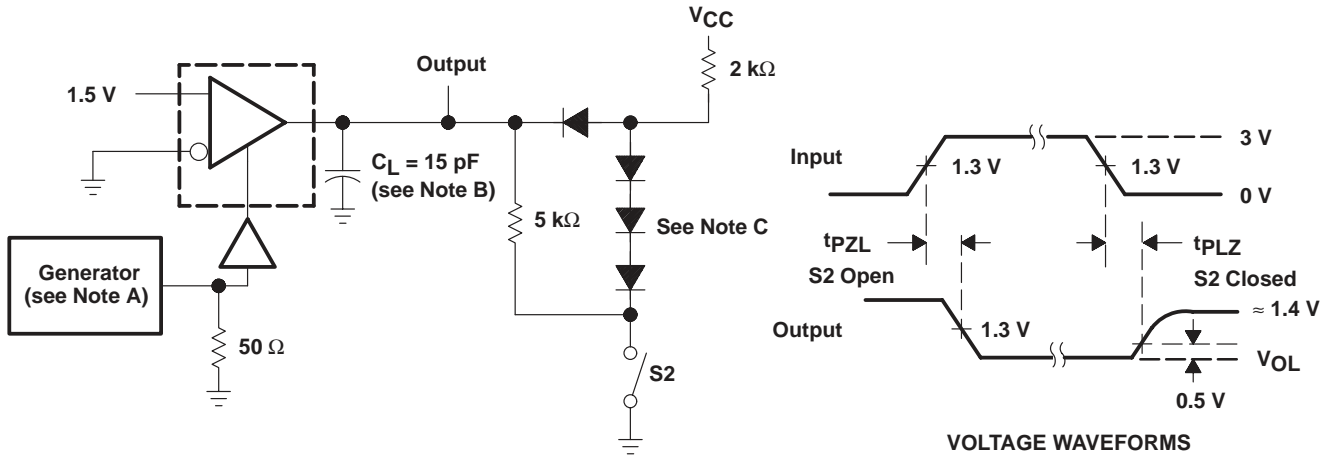 VCC
2 kΩ
Output
1.5 V
CL = 15 pF
(see Note B)
5 kΩ
See Note C
Generator
(see Note A)
50 Ω
S2
Input
1.3 V
1.3 V
3 V
0 V
tPZL
tPLZ
S2 Open
S2 Closed
Output
1.3 V
≈ 1.4 V
VOL
0.5 V
VOLTAGE WAVEFORMS